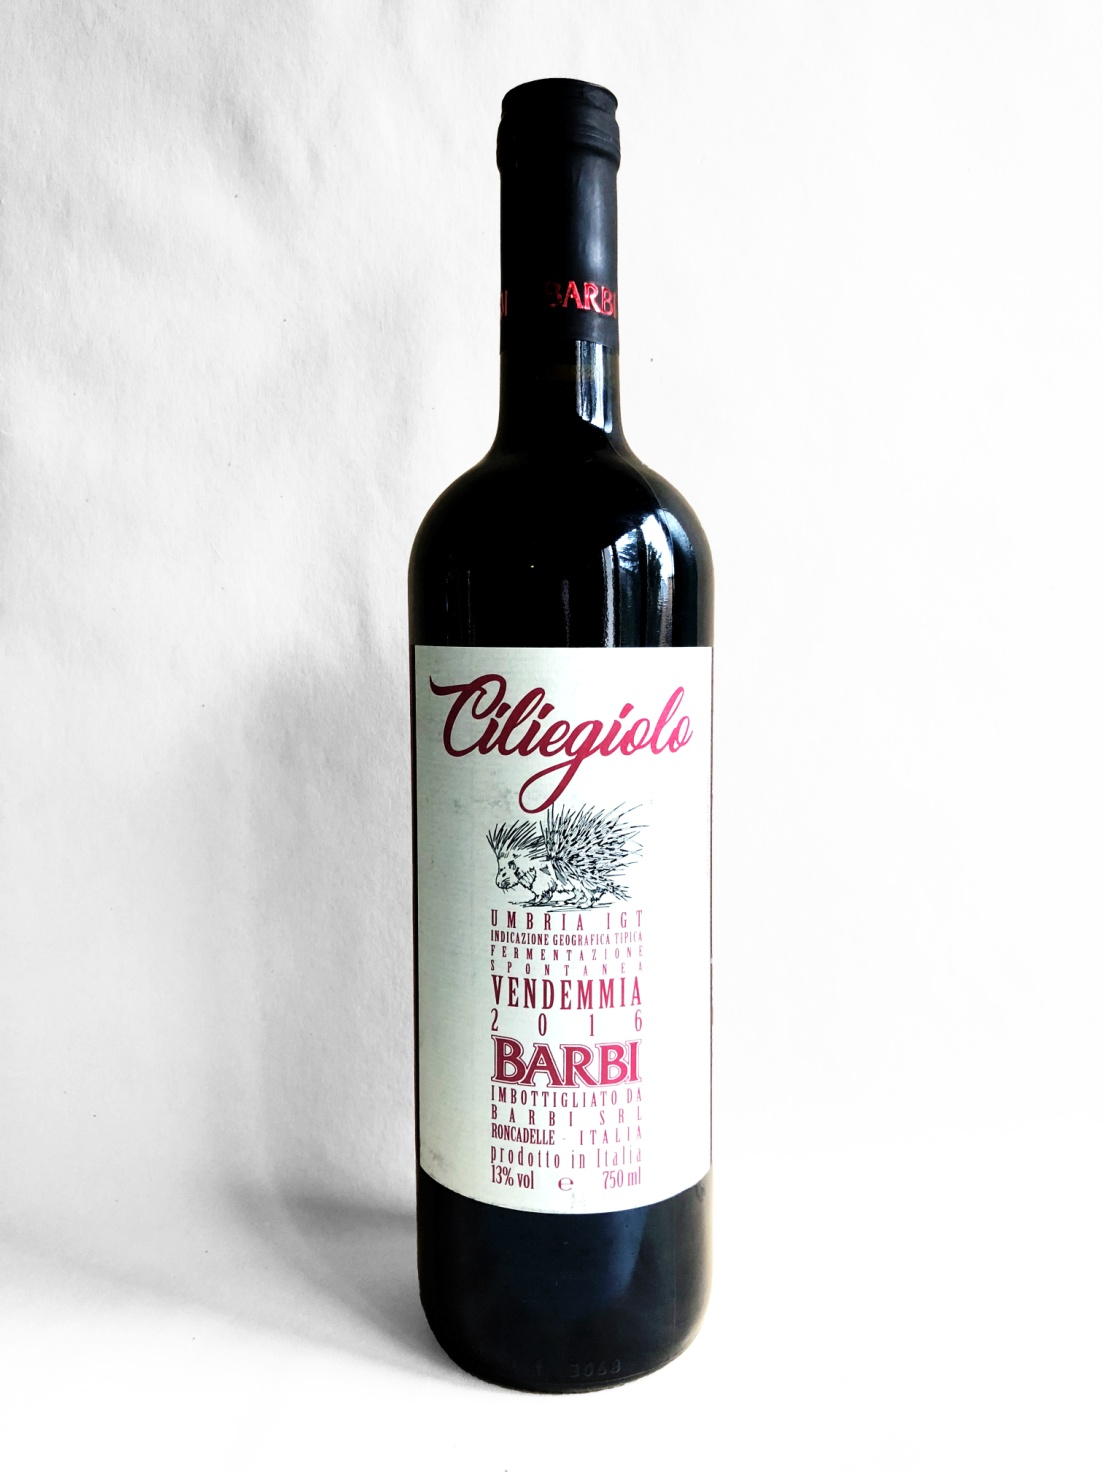 BARBI
Ciliegiolo
UMBRIA IGT
INDICAZIONE GEOGRAFICA TIPICA
FERMENTAZIONE
SPONTANEA
VENDEMMIA
2016
BARBI
IMBOTTIGLIATO DA
BARBI SRL
RONCADELLE - ITALIA
prodotto in Italia
13% vol e 750 ml
3068